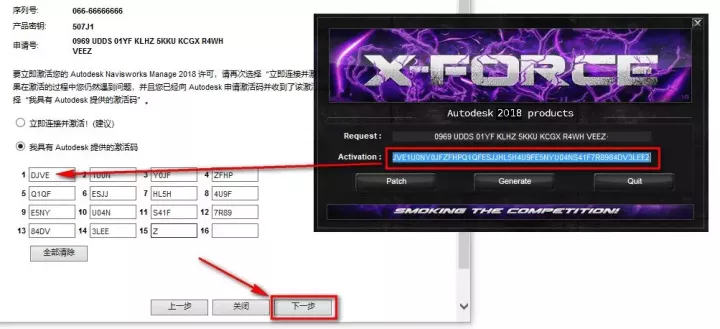 序列号: 066-66666666
产品密钥: 507J1
申请号: 0969 UDDS 01YF KLHZ 5KKU KCGX R4WH
VEEZ
要立即激活您的 Autodesk Navisworks Manage 2018 许可，请再次选择“立即连接并激
果在激活的过程中您仍然遇到问题，并且您已经向 Autodesk 申请激活码并收到了该激活
择“我具有 Autodesk 提供的激活码”。
立即连接并激活! (建议)
我具有 Autodesk 提供的激活码
1 DJVE 2 1U0N 3 Y0JF 4 ZFHP
5 Q1QF 6 ESJJ 7 HL5H 8 4U9F
9 E5NY 10 U04N 11 S41F 12 7R89
13 84DV 14 3LEE 15 Z 16
全部清除
上一步 关闭 下一步
X-FORCE
Autodesk 2018 products
Request : 0969 UDDS 01YF KLHZ 5KKU KCGX R4WH VEEZ
Activation :
Patch Generate Quit
SMOKING THE COMPETITION!